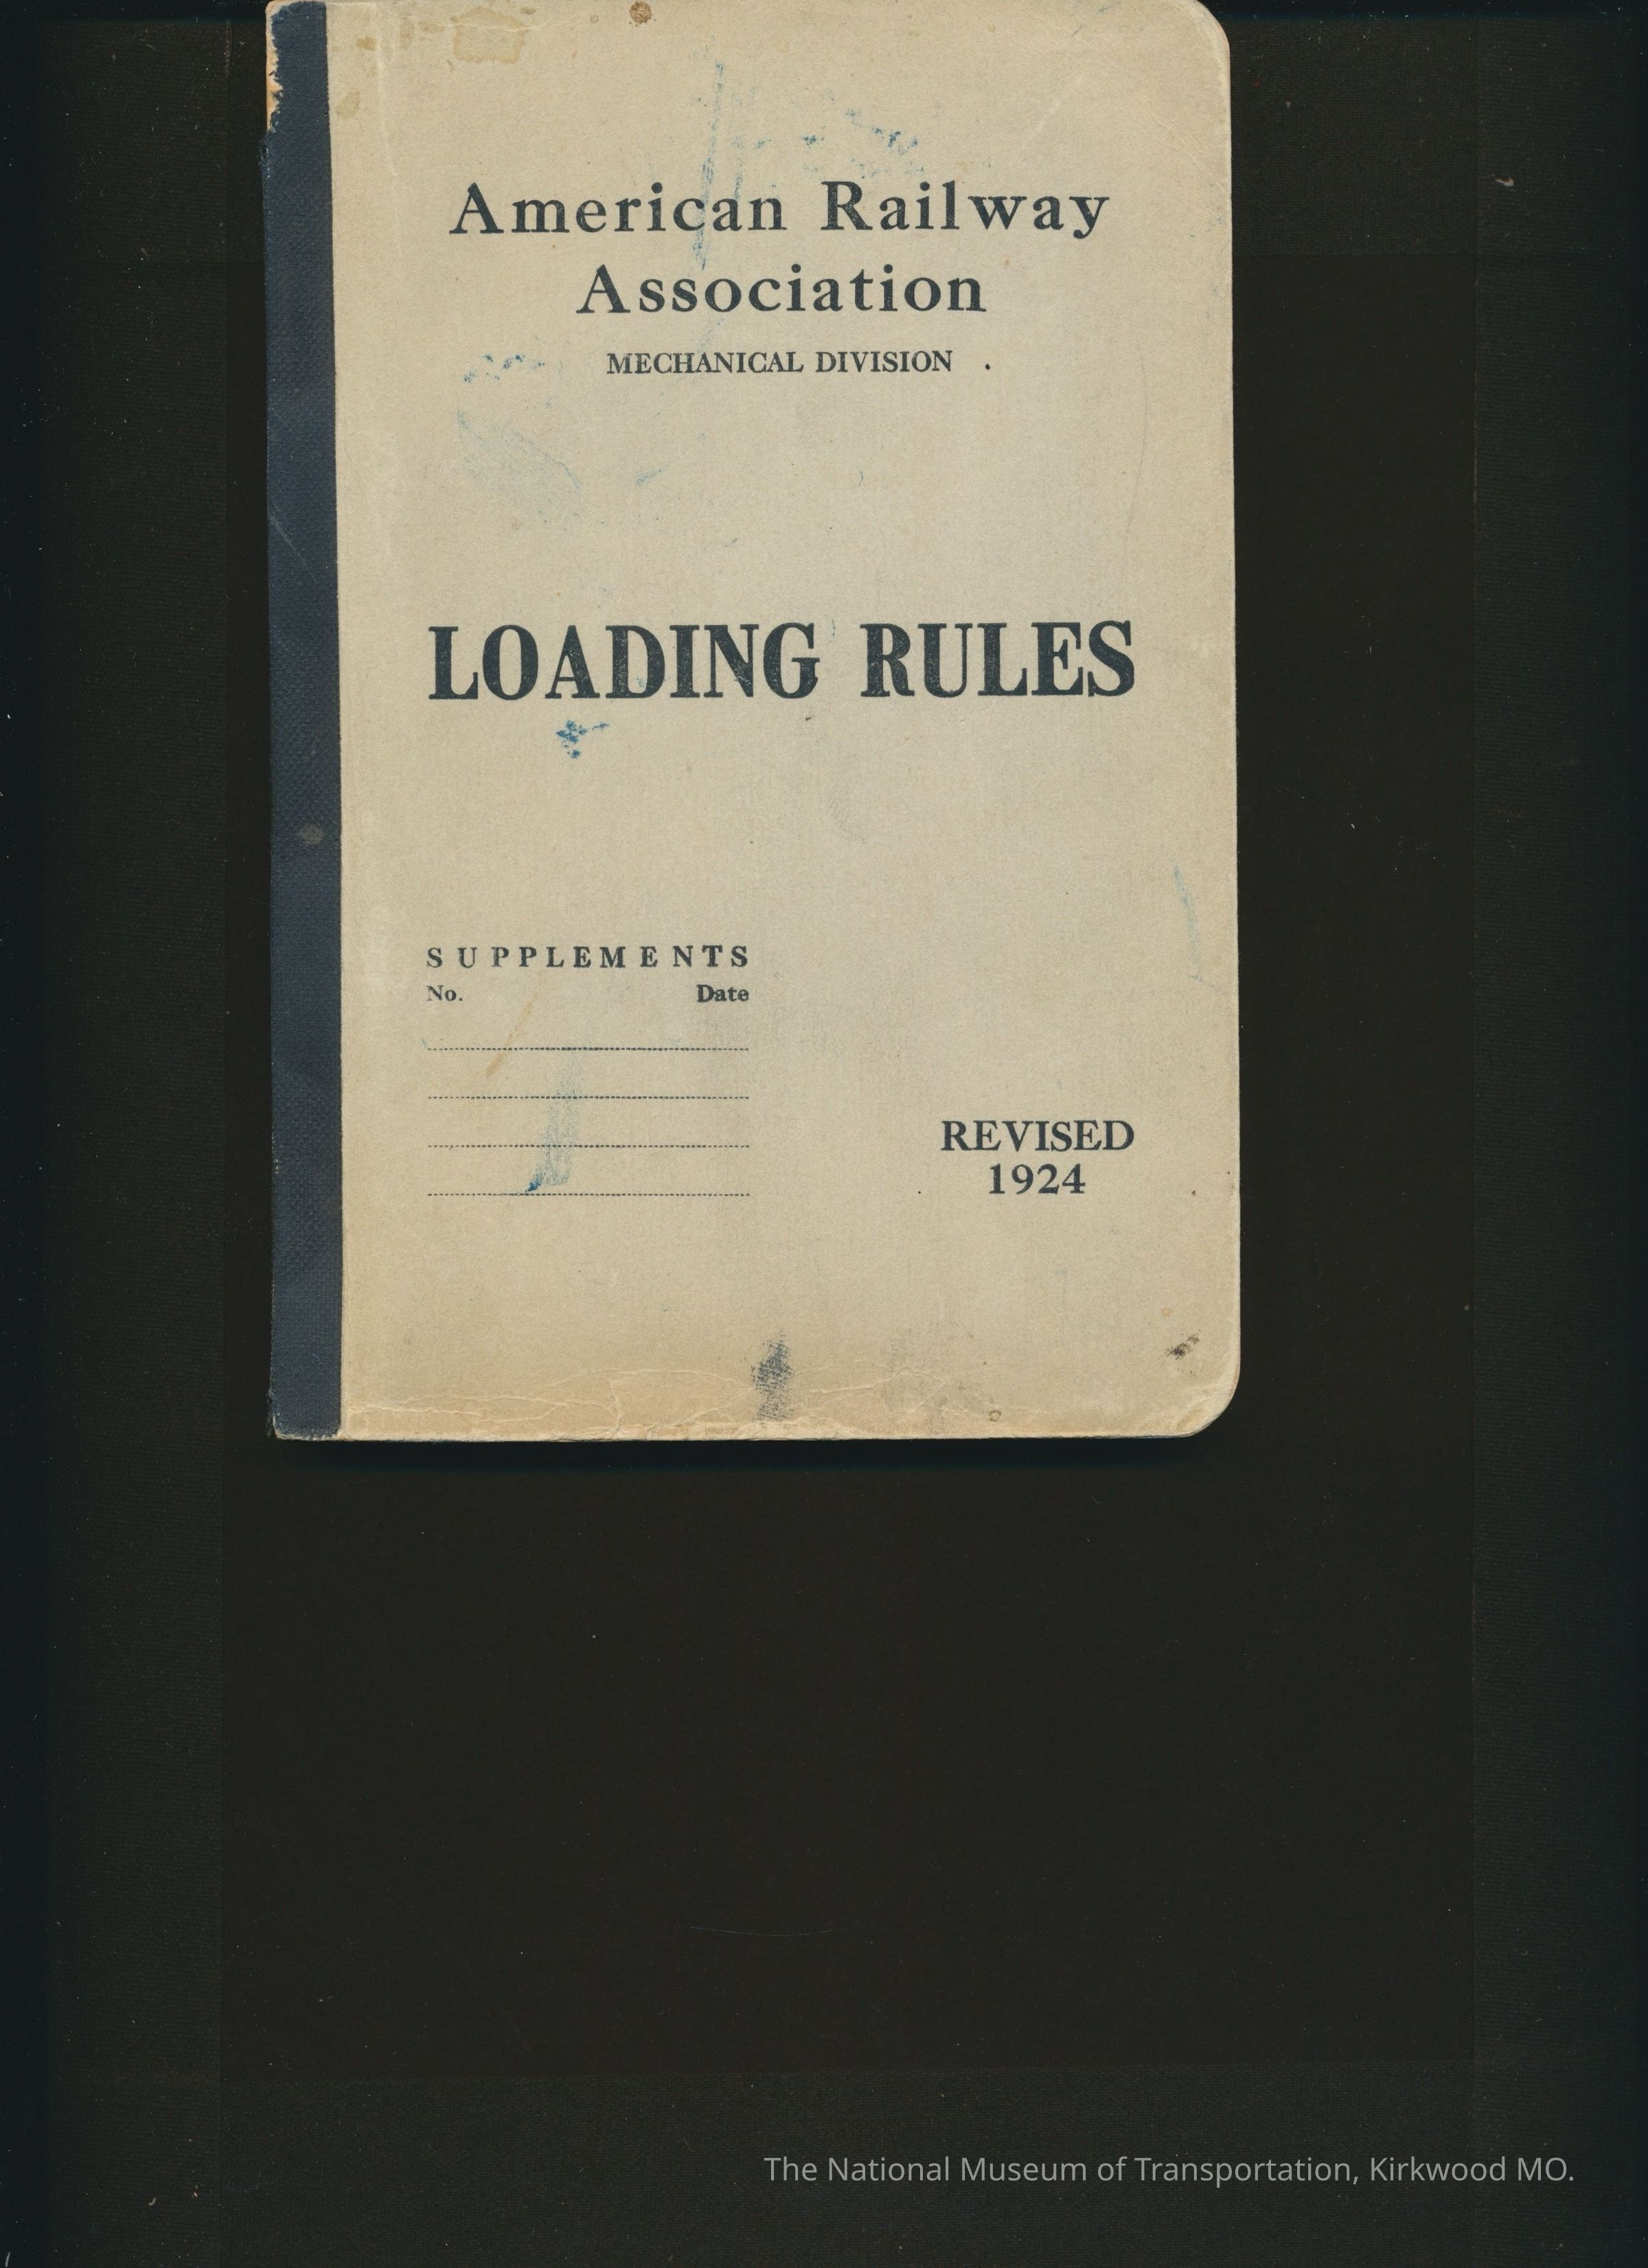 American Railway
Association
MECHANICAL DIVISION
LOADING RULES
SUPPLEMENTS
No. Date
REVISED
1924
The National Museum of Transportation, Kirkwood MO.